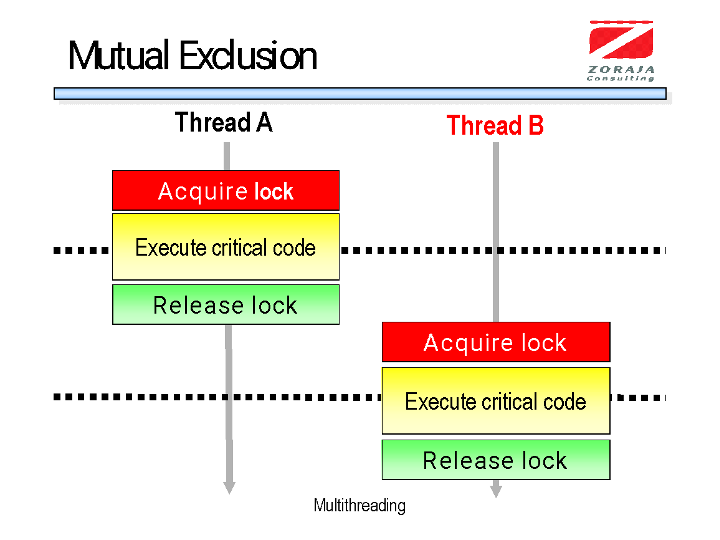 Mutual Exclusion
ZORAJA
Consulting
Thread A
Thread B
Acquire lock
Execute critical code
Release lock
Acquire lock
Execute critical code
Release lock
Multithreading